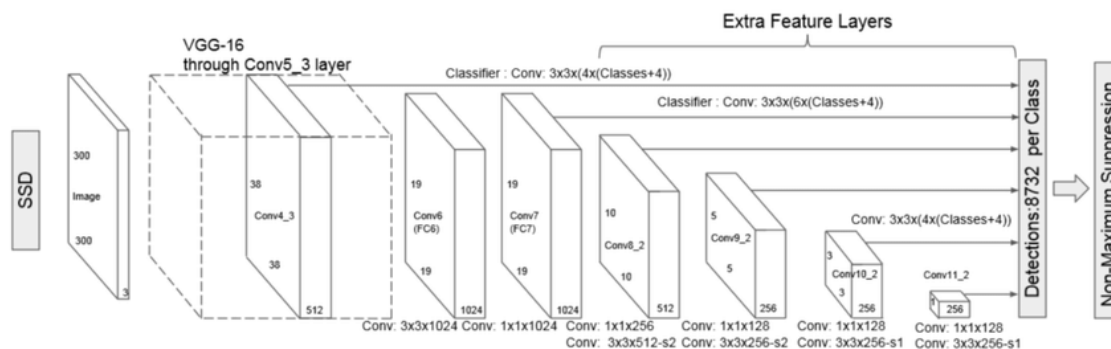 Extra Feature Layers
VGG-16
through Conv5_3 layer
Classifier : Conv: 3x3x(4x(Classes+4))
Classifier : Conv: 3x3x(6x(Classes+4))
SSD
300
Image
300
3
38
Conv4_3
38
512
19
Conv6
(FC6)
19
1024
19
Conv7
(FC7)
19
1024
10
Conv8_2
10
512
5
Conv9_2
5
256
Conv: 3x3x(4x(Classes+4))
3
Conv10_2
3
256
Conv11_2
1
256
Detections:8732 per Class
Non-Maximum Suppression
Conv: 3x3x1024
Conv: 1x1x1024
Conv: 1x1x256
Conv: 3x3x512-s2
Conv: 1x1x128
Conv: 3x3x256-s2
Conv: 1x1x128
Conv: 3x3x256-s1
Conv: 1x1x128
Conv: 3x3x256-s1